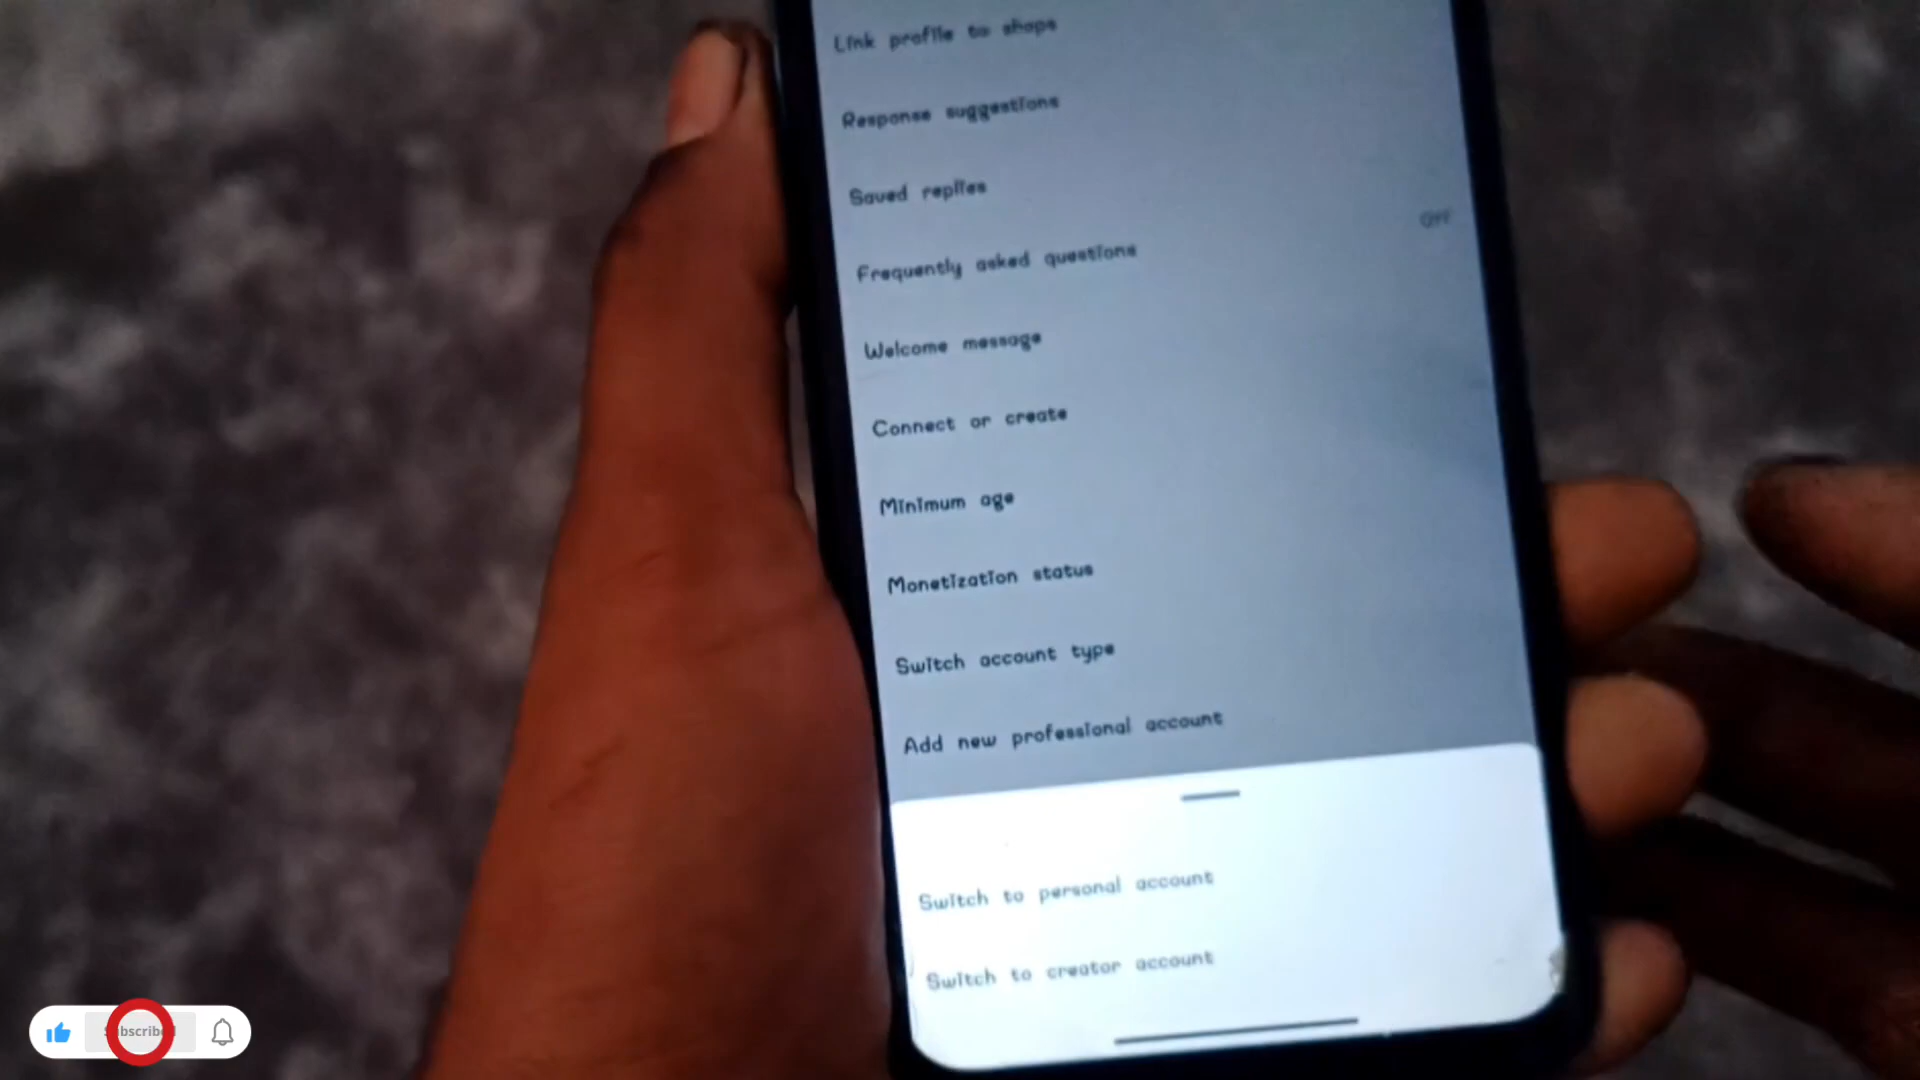 Link profile to shops
Response suggestions
Saved replies
Off
Frequently asked questions
Welcome message
Connect or create
Minimum age
Monetization status
Switch account type
Add new professional account
Switch to personal account
Switch to creator account
Subscribed